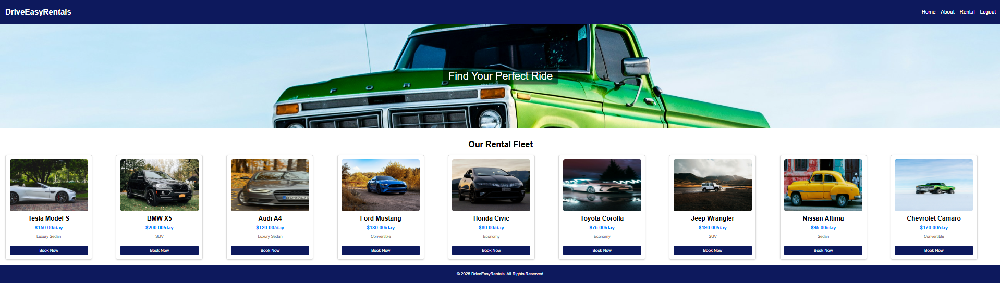 DriveEasyRentals
Home About Rental Logout
FORD
Find Your Perfect Ride
Our Rental Fleet
Tesla Model S
$150.00/day
Luxury Sedan
Book Now
BMW X5
$200.00/day
SUV
Book Now
Audi A4
$120.00/day
Luxury Sedan
Book Now
Ford Mustang
$180.00/day
Convertible
Book Now
Honda Civic
$80.00/day
Economy
Book Now
Toyota Corolla
$75.00/day
Economy
Book Now
Jeep Wrangler
$190.00/day
SUV
Book Now
Nissan Altima
$95.00/day
Sedan
Book Now
Chevrolet Camaro
$170.00/day
Convertible
Book Now
© 2025 DriveEasyRentals. All Rights Reserved.